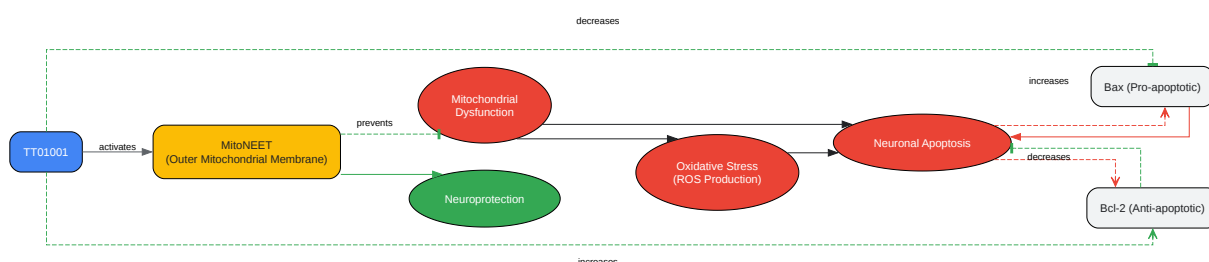 decreases
increases
Bax (Pro-apoptotic)
Mitochondrial
Dysfunction
prevents
TT01001
activates
MitoNEET
(Outer Mitochondrial Membrane)
Neuronal Apoptosis
Oxidative Stress
(ROS Production)
decreases
Neuroprotection
Bcl-2 (Anti-apoptotic)
increases